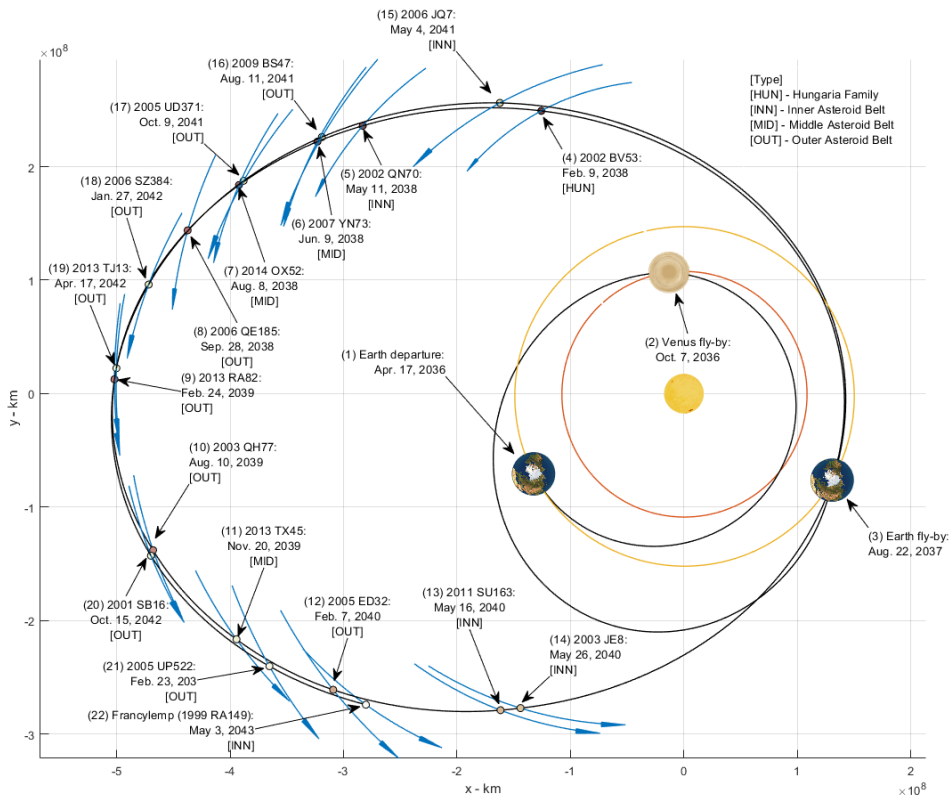 (15) 2006 JQ7:
May 4, 2041
[INN]
×10⁸
(16) 2009 BS47:
Aug. 11, 2041
[OUT]
[Type]
[HUN] - Hungaria Family
[INN] - Inner Asteroid Belt
[MID] - Middle Asteroid Belt
[OUT] - Outer Asteroid Belt
(17) 2005 UD371:
Oct. 9, 2041
[OUT]
(4) 2002 BV53:
Feb. 9, 2038
[HUN]
(5) 2002 QN70:
May 11, 2038
[INN]
(18) 2006 SZ384:
Jan. 27, 2042
[OUT]
(6) 2007 YN73:
Jun. 9, 2038
[MID]
(7) 2014 OX52:
Aug. 8, 2038
[MID]
(19) 2013 TJ13:
Apr. 17, 2042
[OUT]
(8) 2006 QE185:
Sep. 28, 2038
[OUT]
(2) Venus fly-by:
Oct. 7, 2036
(1) Earth departure:
Apr. 17, 2036
(9) 2013 RA82:
Feb. 24, 2039
[OUT]
(10) 2003 QH77:
Aug. 10, 2039
[OUT]
(3) Earth fly-by:
Aug. 22, 2037
(11) 2013 TX45:
Nov. 20, 2039
[MID]
(12) 2005 ED32:
Feb. 7, 2040
[OUT]
(13) 2011 SU163:
May 16, 2040
[INN]
(20) 2001 SB16:
Oct. 15, 2042
[OUT]
(14) 2003 JE8:
May 26, 2040
[INN]
(21) 2005 UP522:
Feb. 23, 203
[OUT]
(22) Francylemp (1999 RA149):
May 3, 2043
[INN]
2
1
0
-1
-2
-3
y - km
-5 -4 -3 -2 -1 0 1 2
x - km
×10⁸